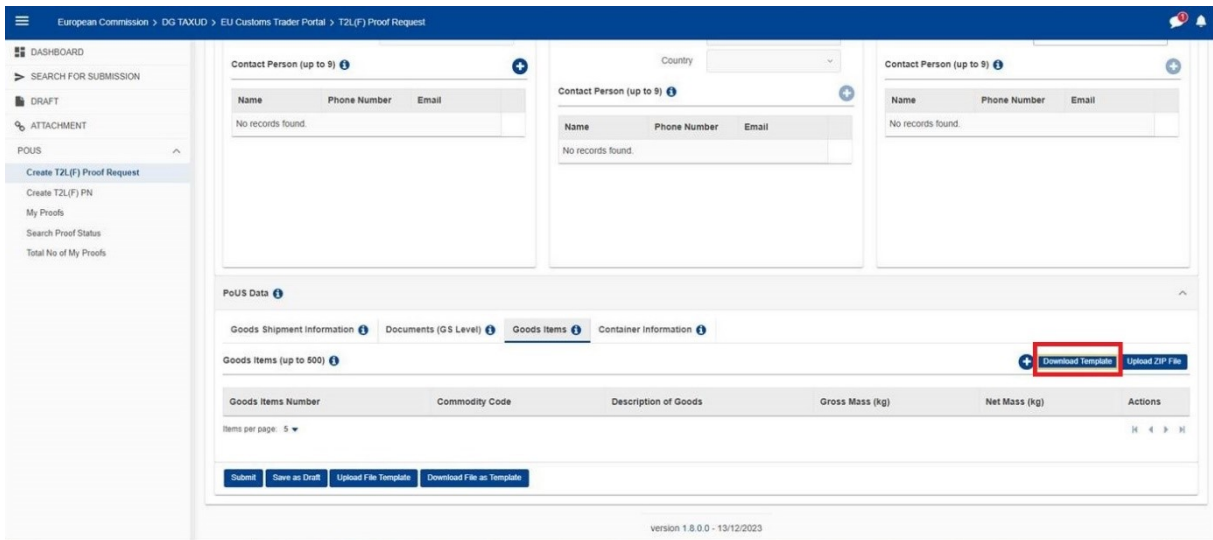 European Commission > DG TAXUD > EU Customs Trader Portal > T2L(F) Proof Request
DASHBOARD
SEARCH FOR SUBMISSION
DRAFT
ATTACHMENT
POUS
Create T2L(F) Proof Request
Create T2L(F) PN
My Proofs
Search Proof Status
Total No of My Proofs
Contact Person (up to 9)
Name Phone Number Email
No records found.
Country
Contact Person (up to 9)
Name Phone Number Email
No records found.
Contact Person (up to 9)
Name Phone Number Email
No records found.
PoUS Data
Goods Shipment Information Documents (GS Level) Goods Items Container Information
Goods Items (up to 500) Download Template Upload ZIP File
Goods Items Number Commodity Code Description of Goods Gross Mass (kg) Net Mass (kg) Actions
Items per page: 5
Submit Save as Draft Upload File Template Download File as Template
version 1.8.0.0 - 13/12/2023